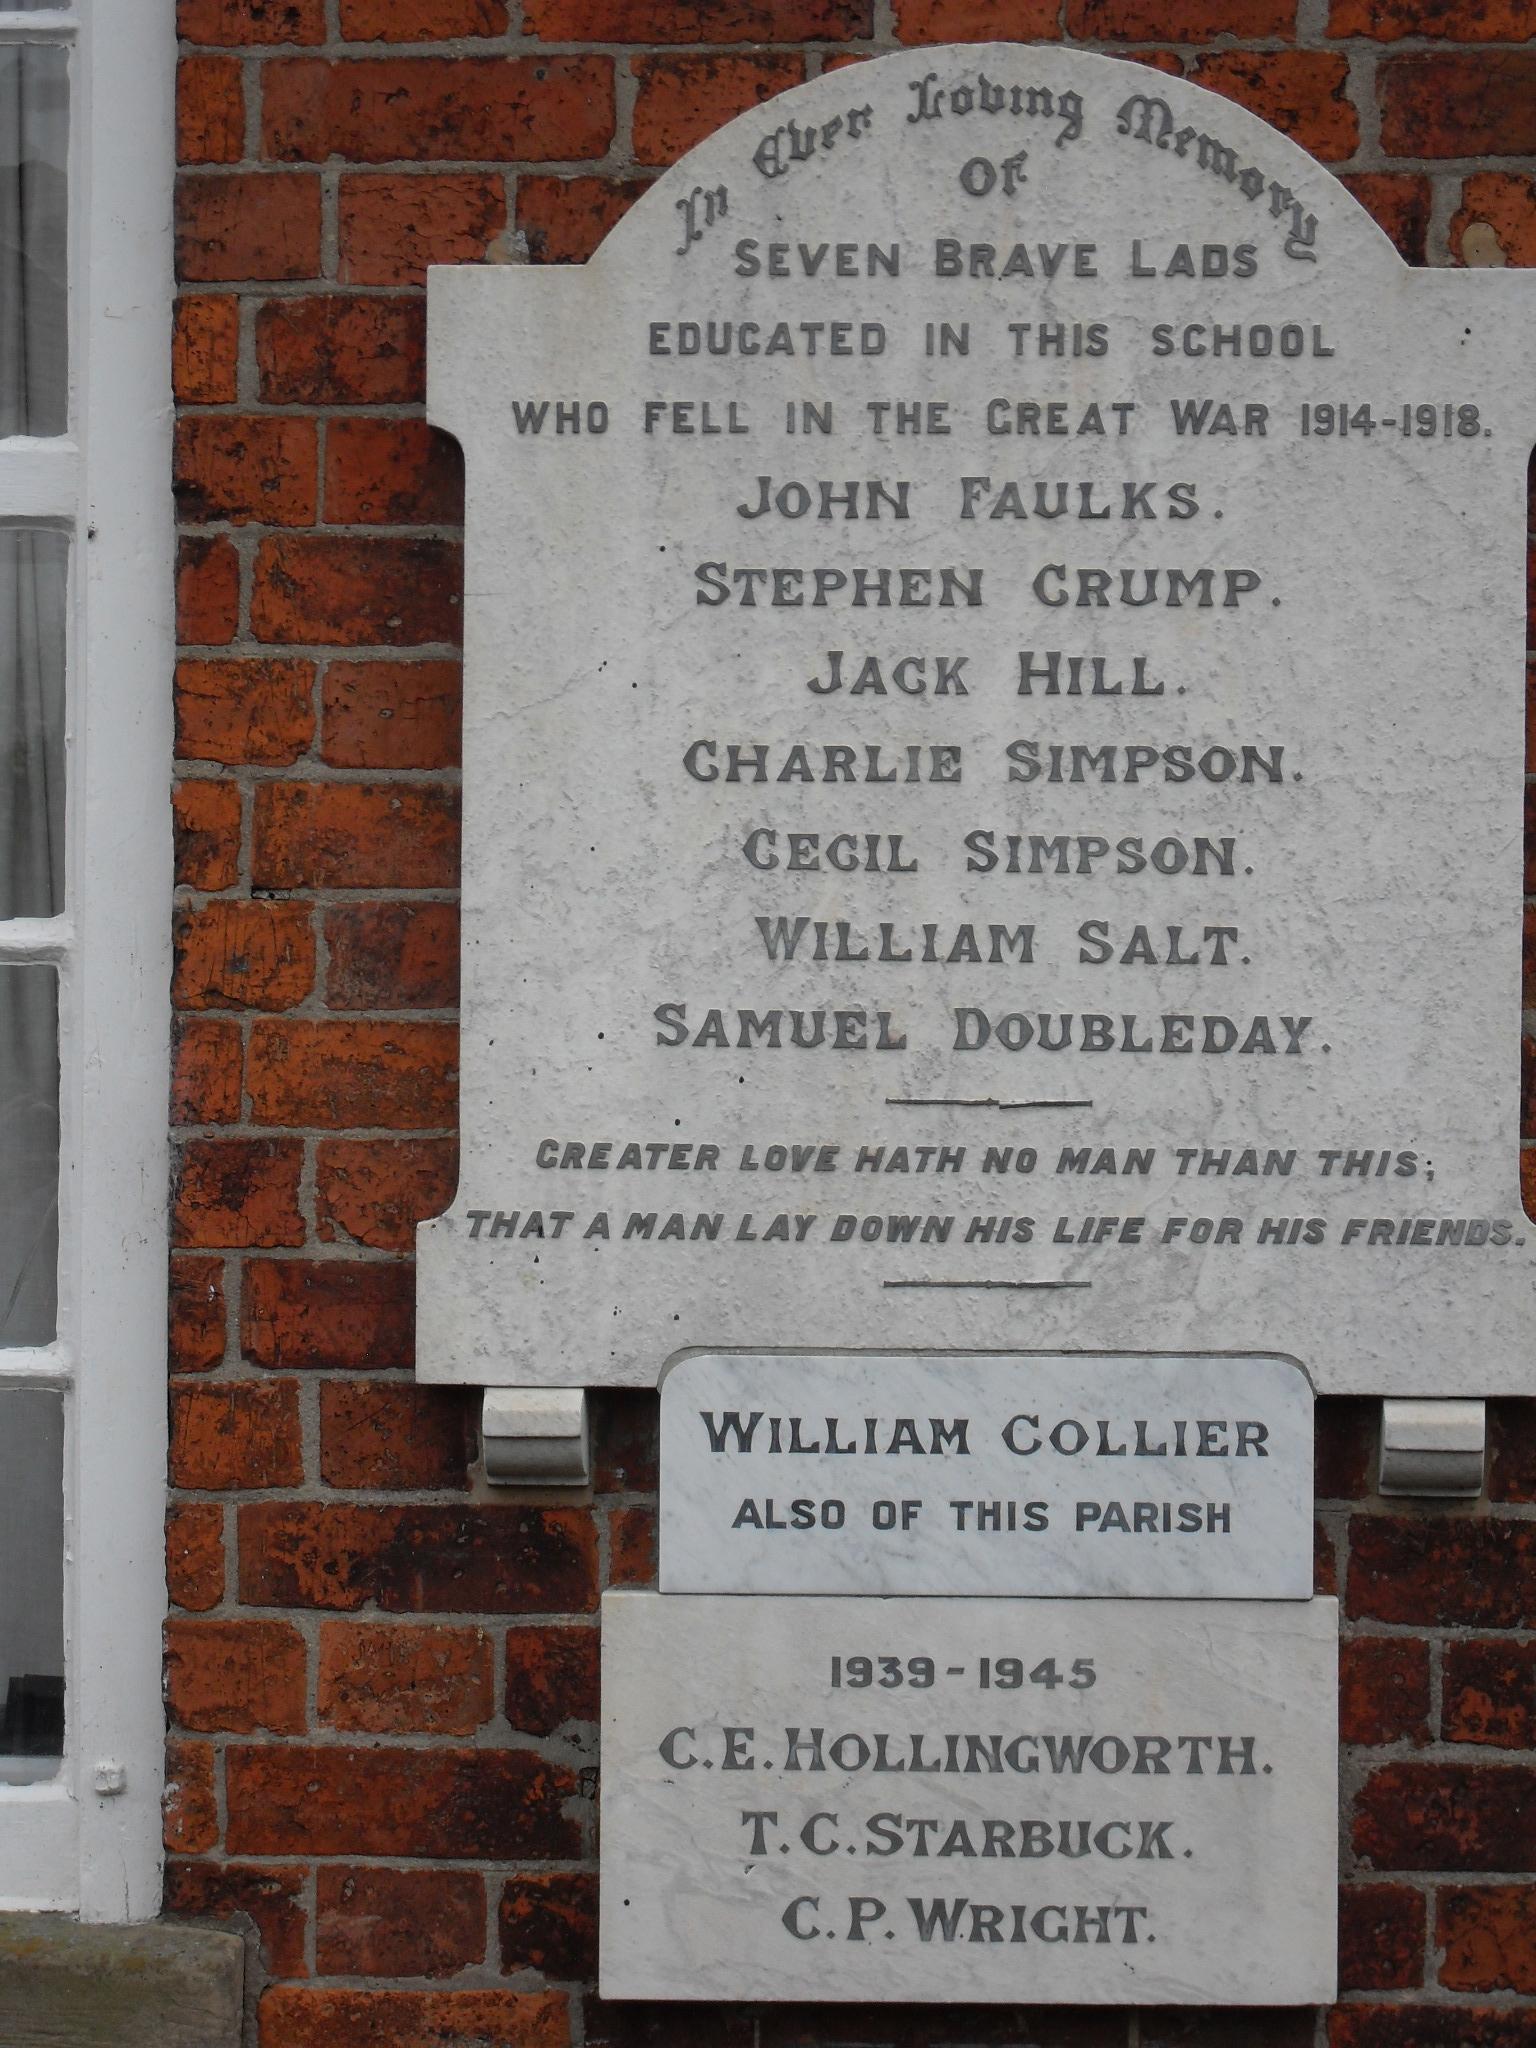 In Ever Loving Memory
Of
SEVEN BRAVE LADS
EDUCATED IN THIS SCHOOL
WHO FELL IN THE GREAT WAR 1914-1918.
JOHN FAULKS.
STEPHEN CRUMP.
JACK HILL.
CHARLIE SIMPSON.
CECIL SIMPSON.
WILLIAM SALT.
SAMUEL DOUBLEDAY.
GREATER LOVE HATH NO MAN THAN THIS;
THAT A MAN LAY DOWN HIS LIFE FOR HIS FRIENDS.
WILLIAM COLLIER
ALSO OF THIS PARISH
1939-1945
C.E. HOLLINGWORTH.
T.C. STARBUCK.
C.P. WRIGHT.